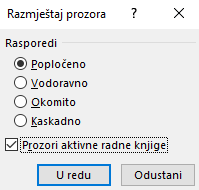 Razmještaj prozora
Rasporedi
Popločeno
Vodoravno
Okomito
Kaskadno
Prozori aktivne radne knjige
U redu
Odustani